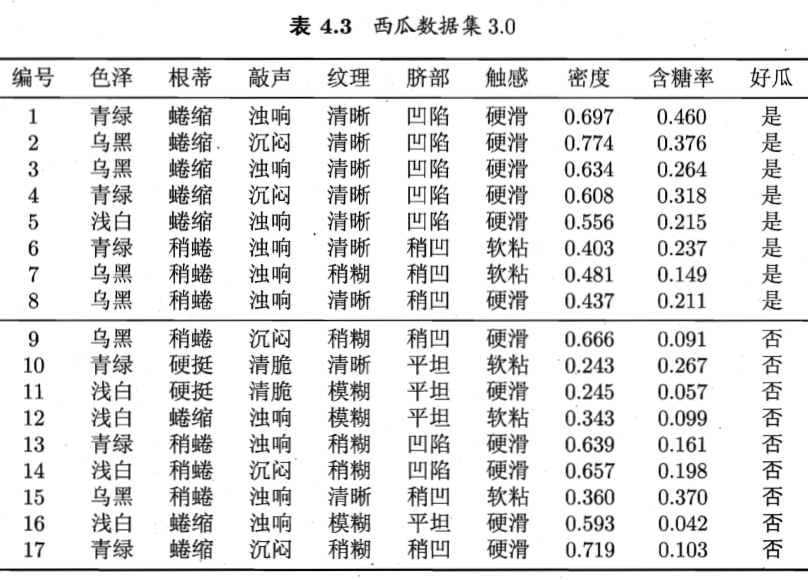 表 4.3 西瓜数据集 3.0
编号 色泽 根蒂 敲声 纹理 脐部 触感 密度 含糖率 好瓜
1 青绿 蜷缩 浊响 清晰 凹陷 硬滑 0.697 0.460 是
2 乌黑 蜷缩 沉闷 清晰 凹陷 硬滑 0.774 0.376 是
3 乌黑 蜷缩 浊响 清晰 凹陷 硬滑 0.634 0.264 是
4 青绿 蜷缩 沉闷 清晰 凹陷 硬滑 0.608 0.318 是
5 浅白 蜷缩 浊响 清晰 凹陷 硬滑 0.556 0.215 是
6 青绿 稍蜷 浊响 清晰 稍凹 软粘 0.403 0.237 是
7 乌黑 稍蜷 浊响 稍糊 稍凹 软粘 0.481 0.149 是
8 乌黑 稍蜷 浊响 清晰 稍凹 硬滑 0.437 0.211 是
9 乌黑 稍蜷 沉闷 稍糊 稍凹 硬滑 0.666 0.091 否
10 青绿 硬挺 清脆 清晰 平坦 软粘 0.243 0.267 否
11 浅白 硬挺 清脆 模糊 平坦 硬滑 0.245 0.057 否
12 浅白 蜷缩 浊响 模糊 平坦 软粘 0.343 0.099 否
13 青绿 稍蜷 浊响 稍糊 凹陷 硬滑 0.639 0.161 否
14 浅白 稍蜷 沉闷 稍糊 凹陷 硬滑 0.657 0.198 否
15 乌黑 稍蜷 浊响 清晰 稍凹 软粘 0.360 0.370 否
16 浅白 蜷缩 浊响 模糊 平坦 硬滑 0.593 0.042 否
17 青绿 蜷缩 沉闷 稍糊 稍凹 硬滑 0.719 0.103 否